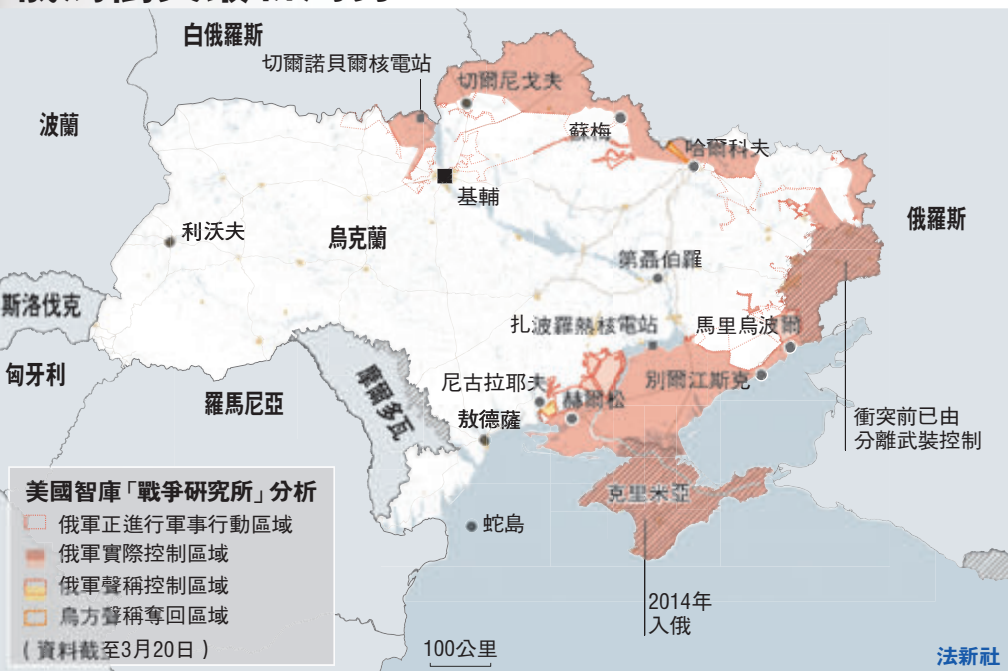 白俄羅斯
切爾諾貝爾核電站
切爾尼戈夫
波蘭
蘇梅
哈爾科夫
基輔
利沃夫
烏克蘭
俄羅斯
第聶伯羅
斯洛伐克
扎波羅熱核電站
馬里烏波爾
匈牙利
摩爾多瓦
尼古拉耶夫
別爾江斯克
羅馬尼亞
赫爾松
敖德薩
衝突前已由
分離武裝控制
美國智庫「戰爭研究所」分析
俄軍正進行軍事行動區域
俄軍實際控制區域
俄軍聲稱控制區域
烏方聲稱奪回區域
(資料截至3月20日)
克里米亞
蛇島
2014年
入俄
100公里
法新社